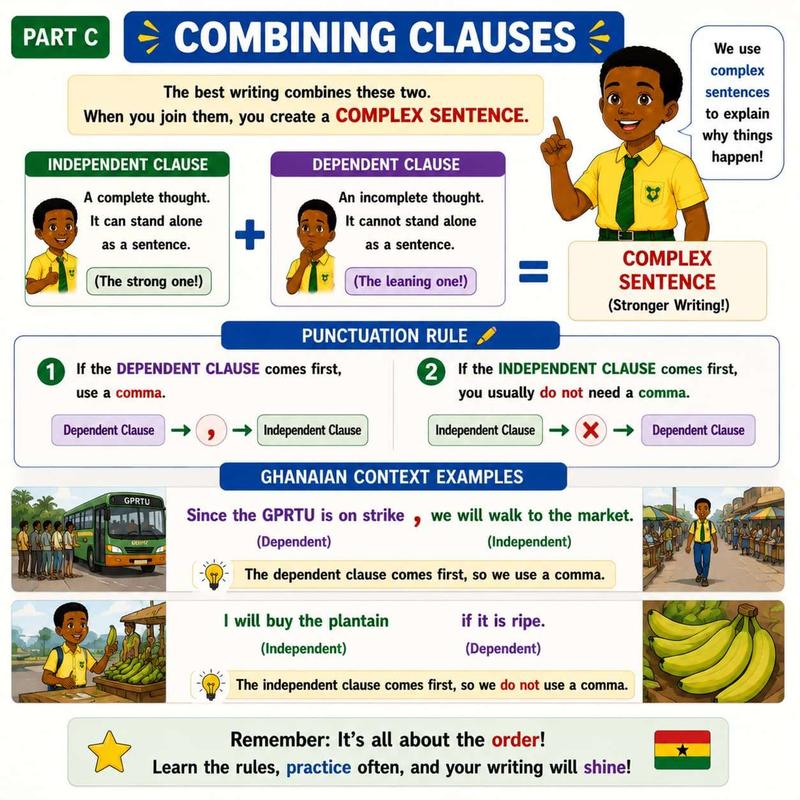 PART C
COMBINING CLAUSES
We use
complex
sentences
to explain
why things
happen!
The best writing combines these two.
When you join them, you create a COMPLEX SENTENCE.
INDEPENDENT CLAUSE
A complete thought.
It can stand alone
as a sentence.
(The strong one!)
+
DEPENDENT CLAUSE
An incomplete thought.
It cannot stand alone
as a sentence.
(The leaning one!)
=
COMPLEX
SENTENCE
(Stronger Writing!)
PUNCTUATION RULE
1 If the DEPENDENT CLAUSE comes first,
use a comma.
Dependent Clause → , → Independent Clause
2 If the INDEPENDENT CLAUSE comes first,
you usually do not need a comma.
Independent Clause → X → Dependent Clause
GHANAIAN CONTEXT EXAMPLES
GPRTU
Since the GPRTU is on strike , we will walk to the market.
(Dependent) (Independent)
The dependent clause comes first, so we use a comma.
I will buy the plantain if it is ripe.
(Independent) (Dependent)
The independent clause comes first, so we do not use a comma.
Remember: It's all about the order!
Learn the rules, practice often, and your writing will shine!